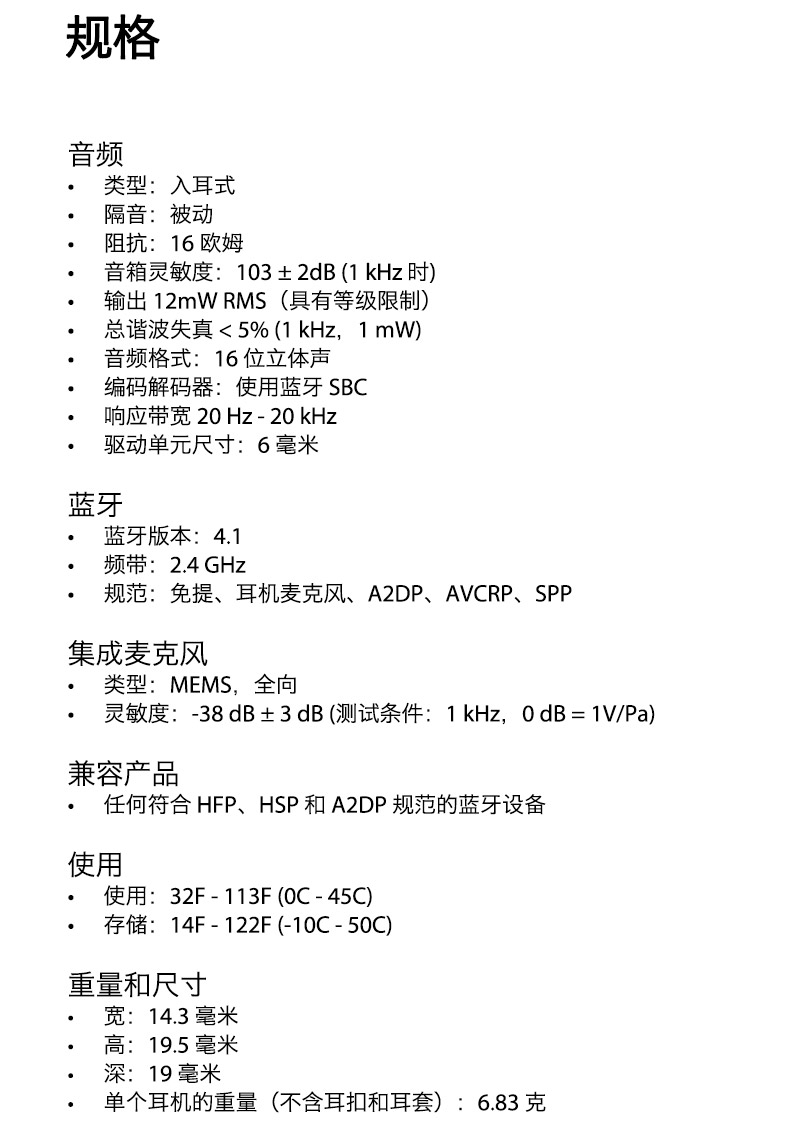 规格
音频
• 类型：入耳式
• 隔音：被动
• 阻抗：16 欧姆
• 音箱灵敏度：103 ± 2dB (1 kHz 时)
• 输出 12mW RMS（具有等级限制）
• 总谐波失真 < 5% (1 kHz，1 mW)
• 音频格式：16 位立体声
• 编码解码器：使用蓝牙 SBC
• 响应带宽 20 Hz - 20 kHz
• 驱动单元尺寸：6 毫米
蓝牙
• 蓝牙版本：4.1
• 频带：2.4 GHz
• 规范：免提、耳机麦克风、A2DP、AVCRP、SPP
集成麦克风
• 类型：MEMS，全向
• 灵敏度：-38 dB ± 3 dB (测试条件：1 kHz，0 dB = 1V/Pa)
兼容产品
• 任何符合 HFP、HSP 和 A2DP 规范的蓝牙设备
使用
• 使用：32F - 113F (0C - 45C)
• 存储：14F - 122F (-10C - 50C)
重量和尺寸
• 宽：14.3 毫米
• 高：19.5 毫米
• 深：19 毫米
• 单个耳机的重量（不含耳扣和耳套）：6.83 克